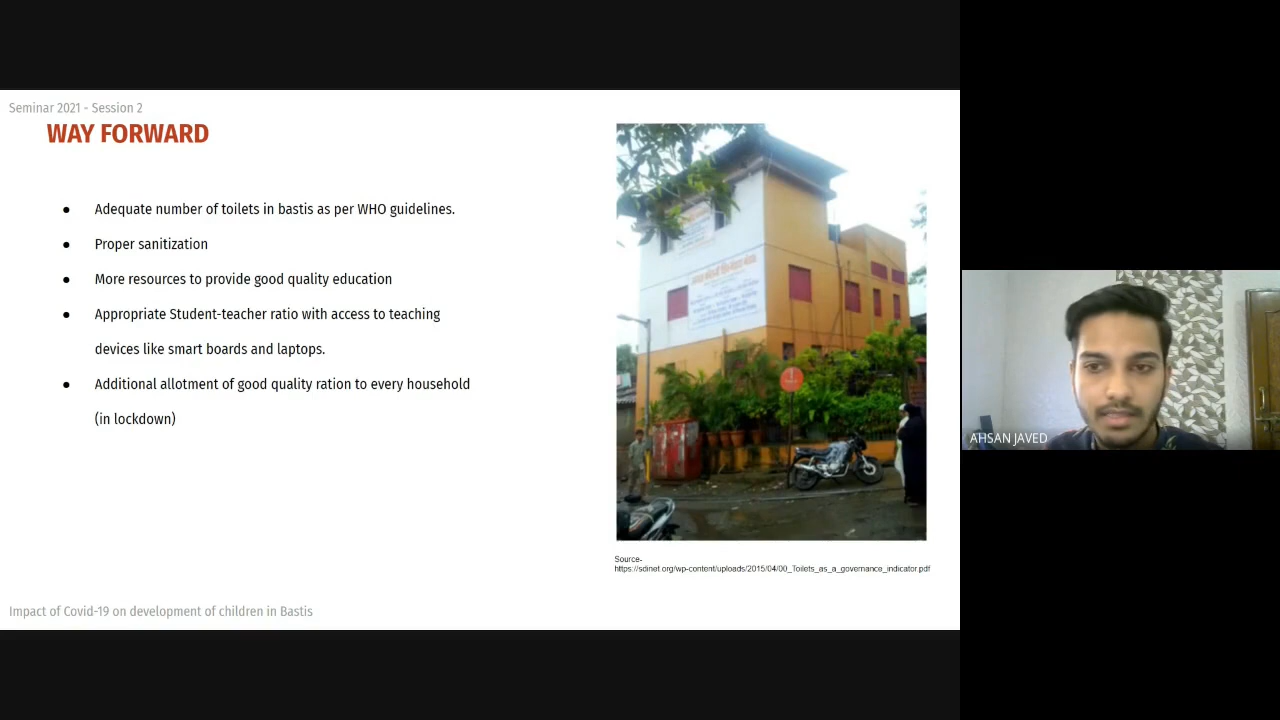 Seminar 2021 - Session 2
WAY FORWARD
● Adequate number of toilets in bastis as per WHO guidelines.
● Proper sanitization
● More resources to provide good quality education
● Appropriate Student-teacher ratio with access to teaching
devices like smart boards and laptops.
● Additional allotment of good quality ration to every household
(in lockdown)
Source-
https://sdinet.org/wp-content/uploads/2015/04/00_Toilets_as_a_governance_indicator.pdf
Impact of Covid-19 on development of children in Bastis
AHSAN JAVED